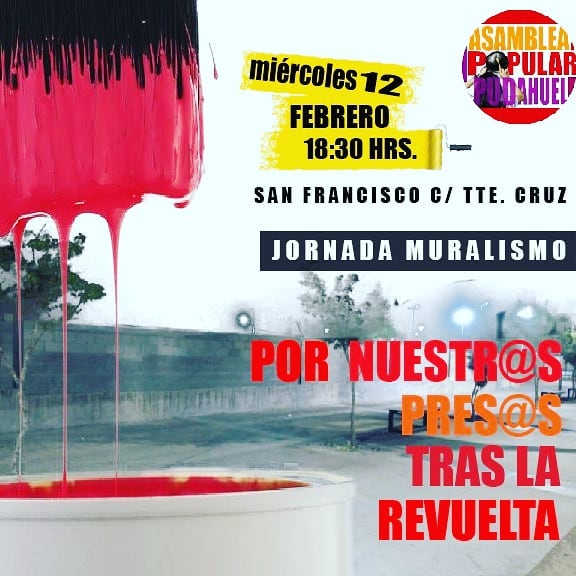 ASAMBLEA
POPULAR
PUDAHUEL
miércoles 12
FEBRERO
18:30 HRS.
SAN FRANCISCO C/ TTE. CRUZ
JORNADA MURALISMO
POR NUESTR@S
PRES@S
TRAS LA
REVUELTA